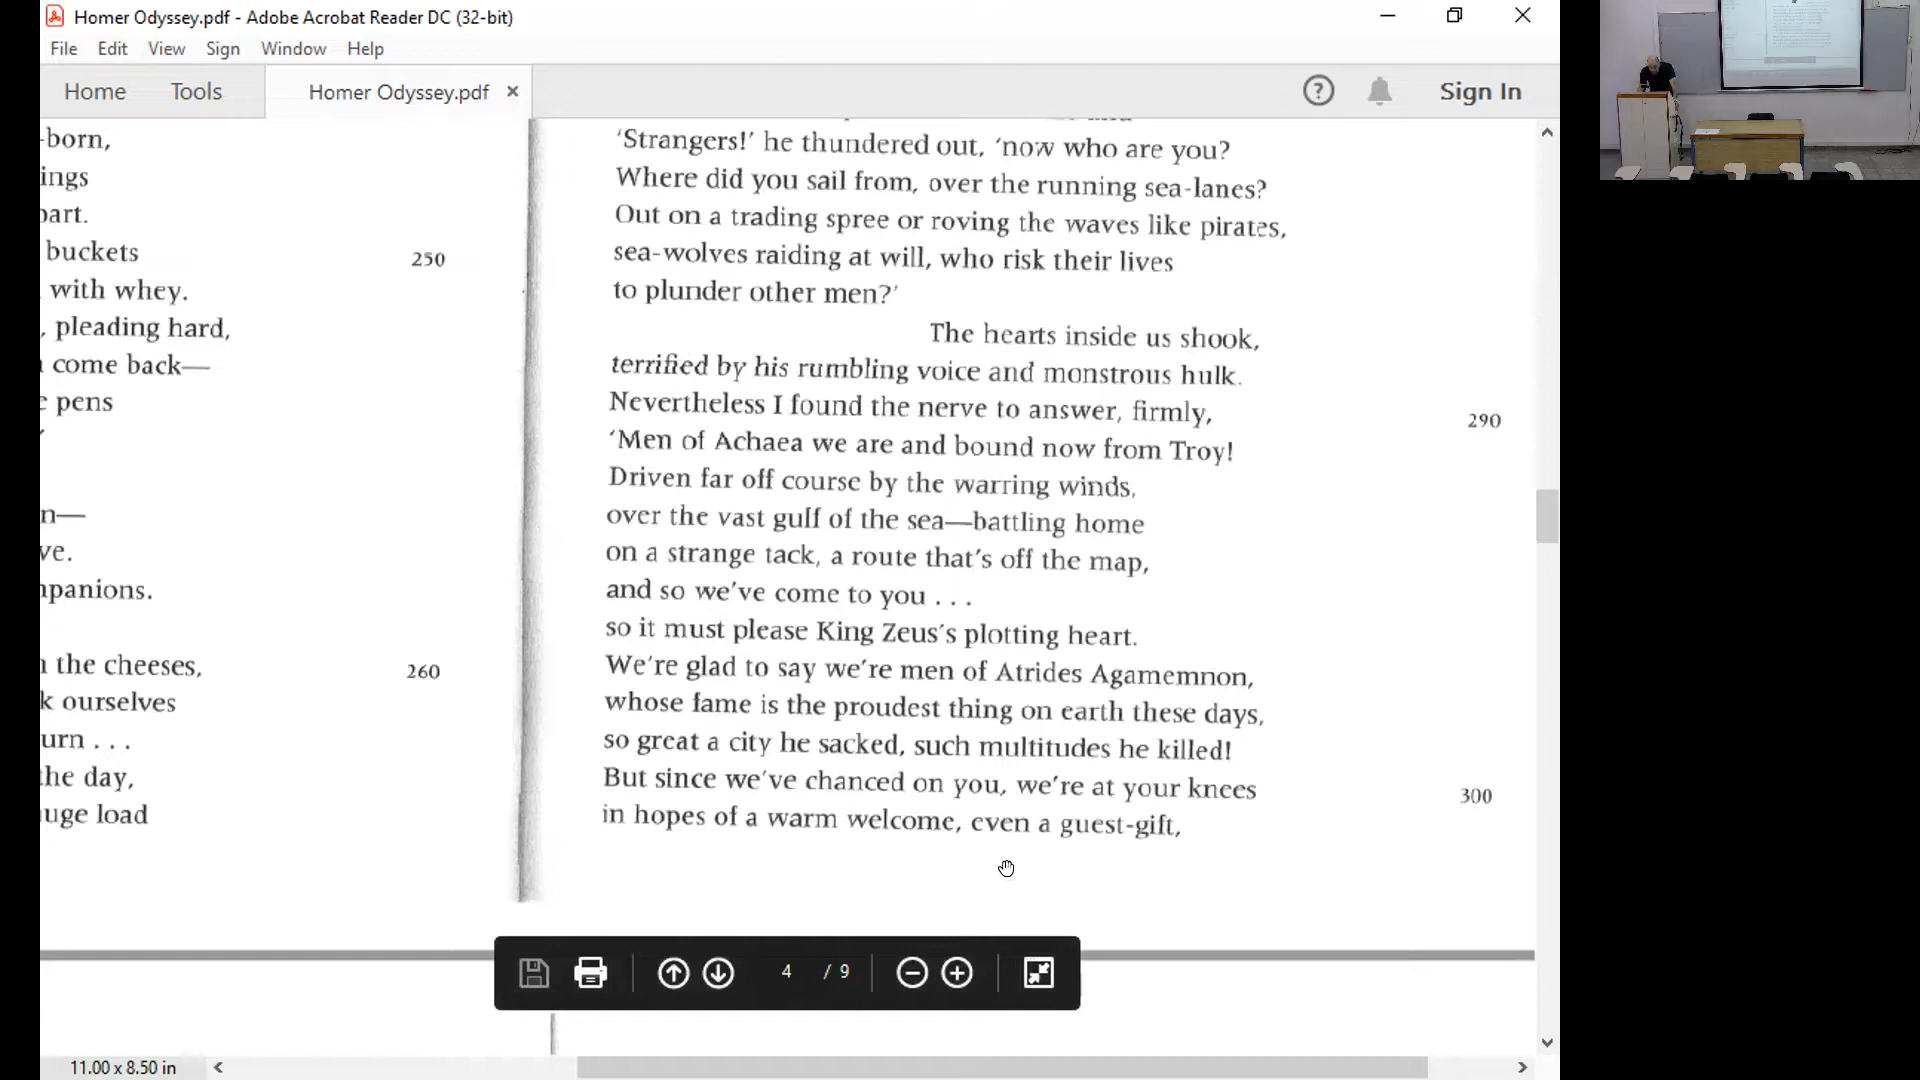 Homer Odyssey.pdf - Adobe Acrobat Reader DC (32-bit)
File Edit View Sign Window Help
Home Tools Homer Odyssey.pdf × Sign In
-born,
ings
part.
buckets 250
with whey.
, pleading hard,
come back—
pens
n—
ve.
panions.
the cheeses, 260
k ourselves
urn . . .
he day,
uge load
‘Strangers!’ he thundered out, ‘now who are you?
Where did you sail from, over the running sea-lanes?
Out on a trading spree or roving the waves like pirates,
sea-wolves raiding at will, who risk their lives
to plunder other men?’
The hearts inside us shook,
terrified by his rumbling voice and monstrous hulk.
Nevertheless I found the nerve to answer, firmly, 290
‘Men of Achaea we are and bound now from Troy!
Driven far off course by the warring winds,
over the vast gulf of the sea—battling home
on a strange tack, a route that’s off the map,
and so we’ve come to you . . .
so it must please King Zeus’s plotting heart.
We’re glad to say we’re men of Atrides Agamemnon,
whose fame is the proudest thing on earth these days,
so great a city he sacked, such multitudes he killed!
But since we’ve chanced on you, we’re at your knees 300
in hopes of a warm welcome, even a guest-gift,
4 / 9
11.00 x 8.50 in